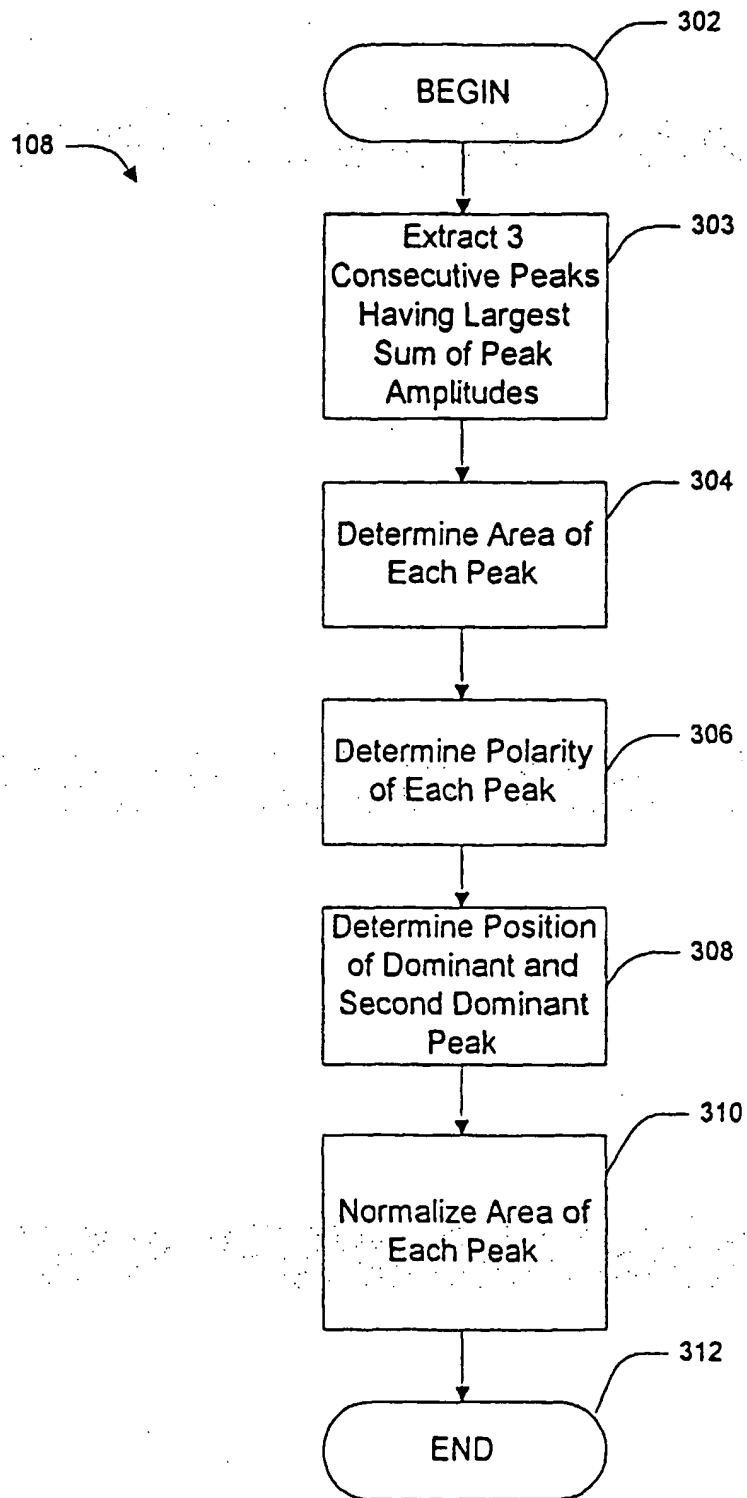 302
BEGIN
108
303
Extract 3
Consecutive Peaks
Having Largest
Sum of Peak
Amplitudes
304
Determine Area of
Each Peak
306
Determine Polarity
of Each Peak
308
Determine Position
of Dominant and
Second Dominant
Peak
310
Normalize Area of
Each Peak
312
END